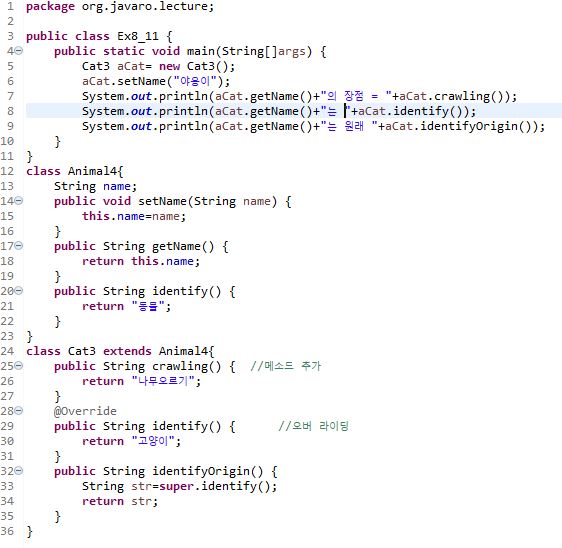 1 package org.javaro.lecture;
2
3 public class Ex8_11 {
4 public static void main(String[]args) {
5 Cat3 aCat= new Cat3();
6 aCat.setName("야옹이");
7 System.out.println(aCat.getName()+"의 장점 = "+aCat.crawling());
8 System.out.println(aCat.getName()+"는 "+aCat.identify());
9 System.out.println(aCat.getName()+"는 원래 "+aCat.identifyOrigin());
10 }
11 }
12 class Animal4{
13 String name;
14 public void setName(String name) {
15 this.name=name;
16 }
17 public String getName() {
18 return this.name;
19 }
20 public String identify() {
21 return "동물";
22 }
23 }
24 class Cat3 extends Animal4{
25 public String crawling() { //메소드 추가
26 return "나무오르기";
27 }
28 @Override
29 public String identify() { //오버 라이딩
30 return "고양이";
31 }
32 public String identifyOrigin() {
33 String str=super.identify();
34 return str;
35 }
36 }